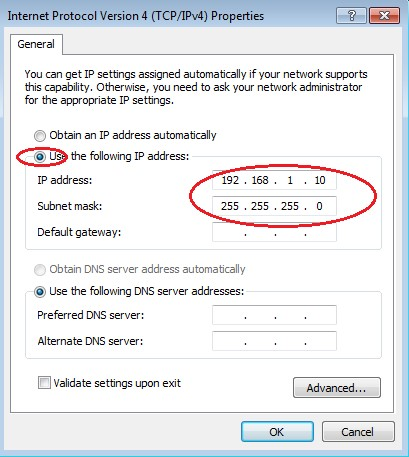 Internet Protocol Version 4 (TCP/IPv4) Properties
General
You can get IP settings assigned automatically if your network supports
this capability. Otherwise, you need to ask your network administrator
for the appropriate IP settings.
Obtain an IP address automatically
Use the following IP address:
IP address: 192 . 168 . 1 . 10
Subnet mask: 255 . 255 . 255 . 0
Default gateway: . . .
Obtain DNS server address automatically
Use the following DNS server addresses:
Preferred DNS server: . . .
Alternate DNS server: . . .
Validate settings upon exit
Advanced...
OK Cancel